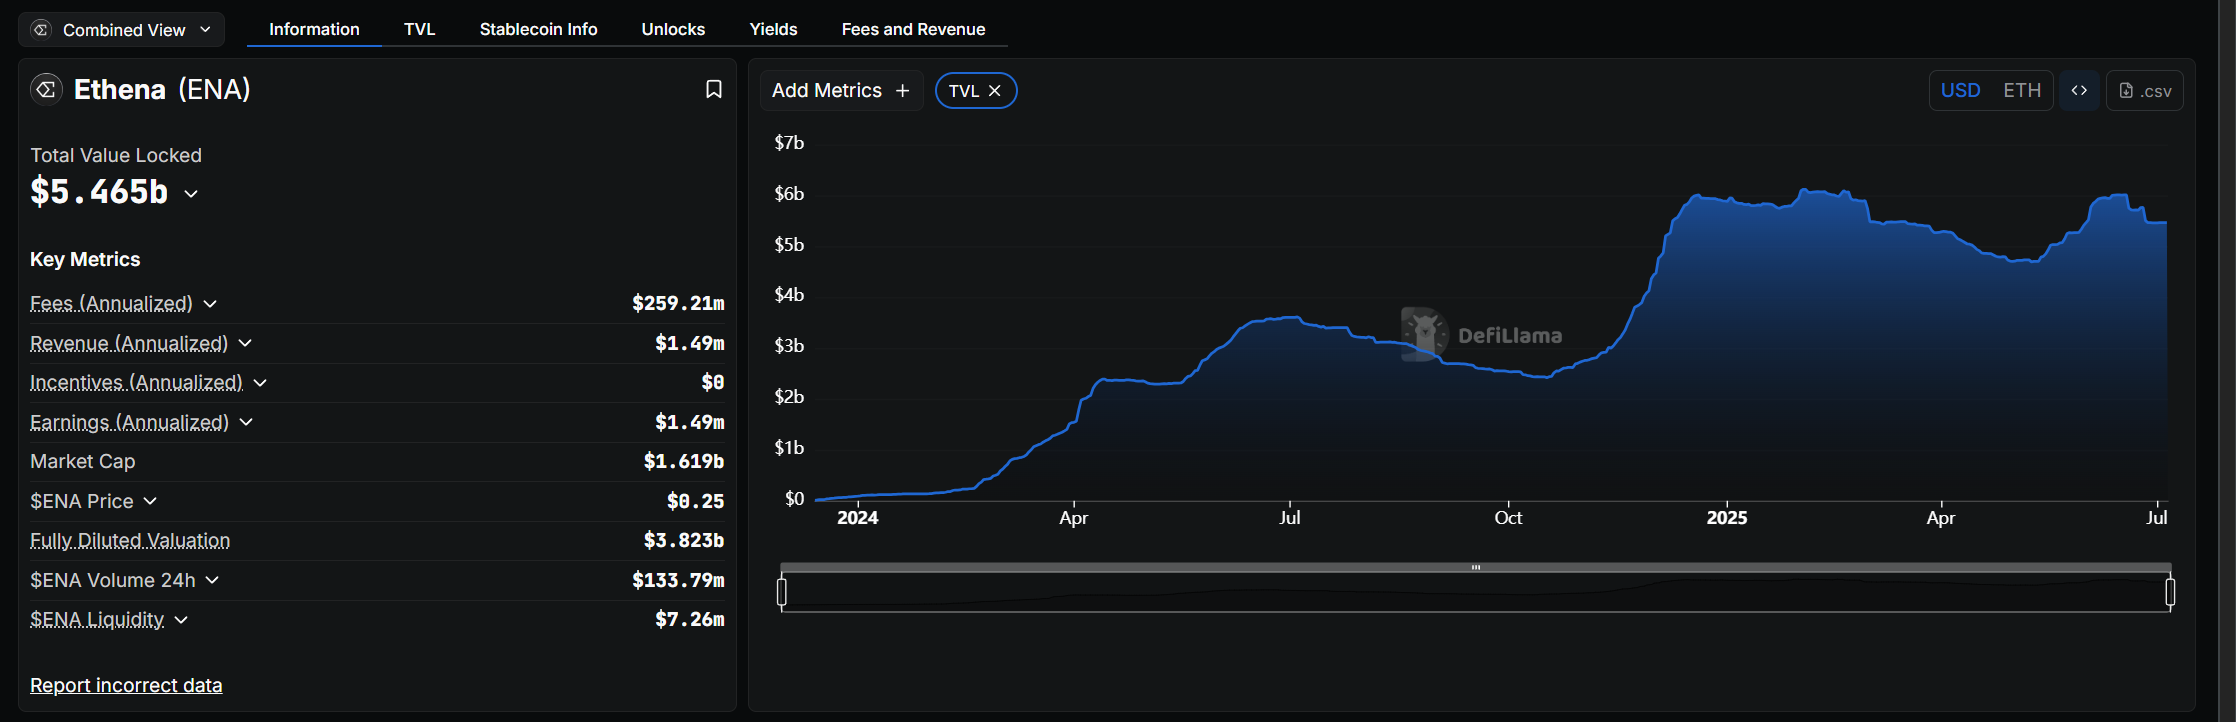 Combined View
Information
TVL
Stablecoin Info
Unlocks
Yields
Fees and Revenue
Ethena (ENA)
Total Value Locked
$5.465b
Key Metrics
Fees (Annualized) $259.21m
Revenue (Annualized) $1.49m
Incentives (Annualized) $0
Earnings (Annualized) $1.49m
Market Cap $1.619b
$ENA Price $0.25
Fully Diluted Valuation $3.823b
$ENA Volume 24h $133.79m
$ENA Liquidity $7.26m
Report incorrect data
Add Metrics +
TVL
USD ETH
.csv
$7b
$6b
$5b
$4b
$3b
$2b
$1b
$0
DefiLlama
2024 Apr Jul Oct 2025 Apr Jul